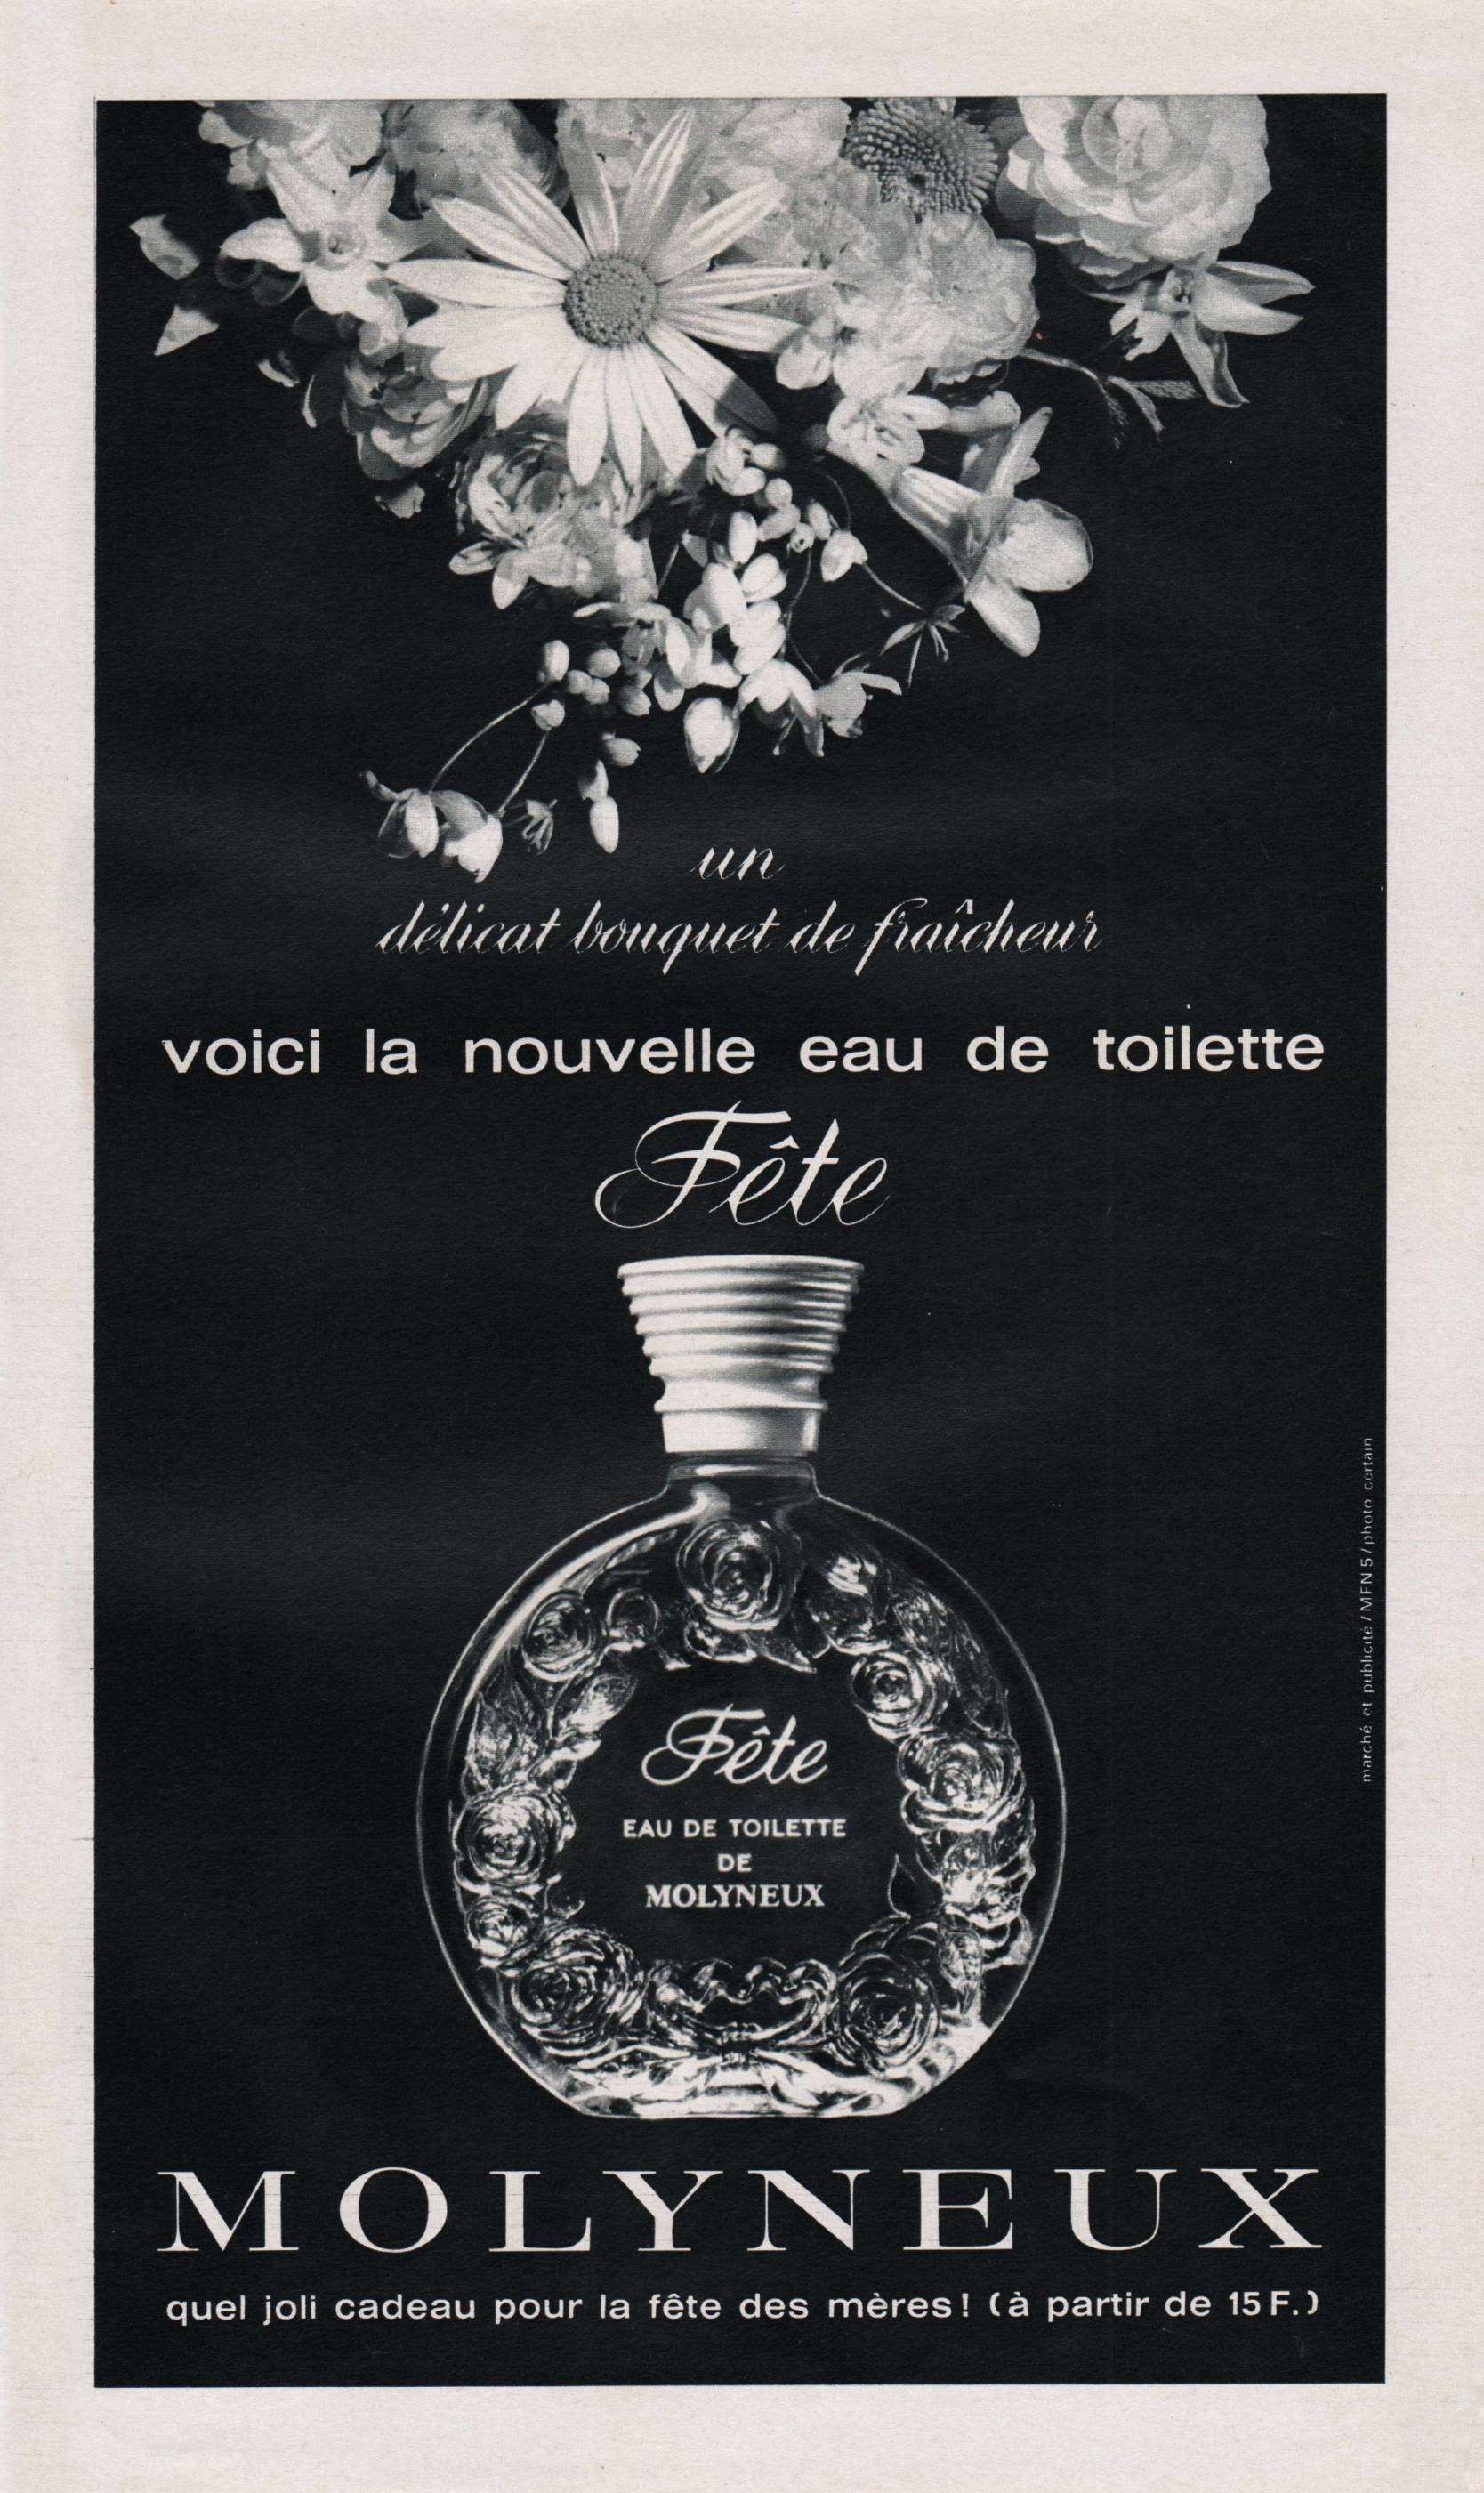 un
délicat bouquet de fraîcheur
voici la nouvelle eau de toilette
Fête
Fête
EAU DE TOILETTE
DE
MOLYNEUX
marché et publicité / MFN 5 / photo certain
MOLYNEUX
quel joli cadeau pour la fête des mères! (à partir de 15 F.)